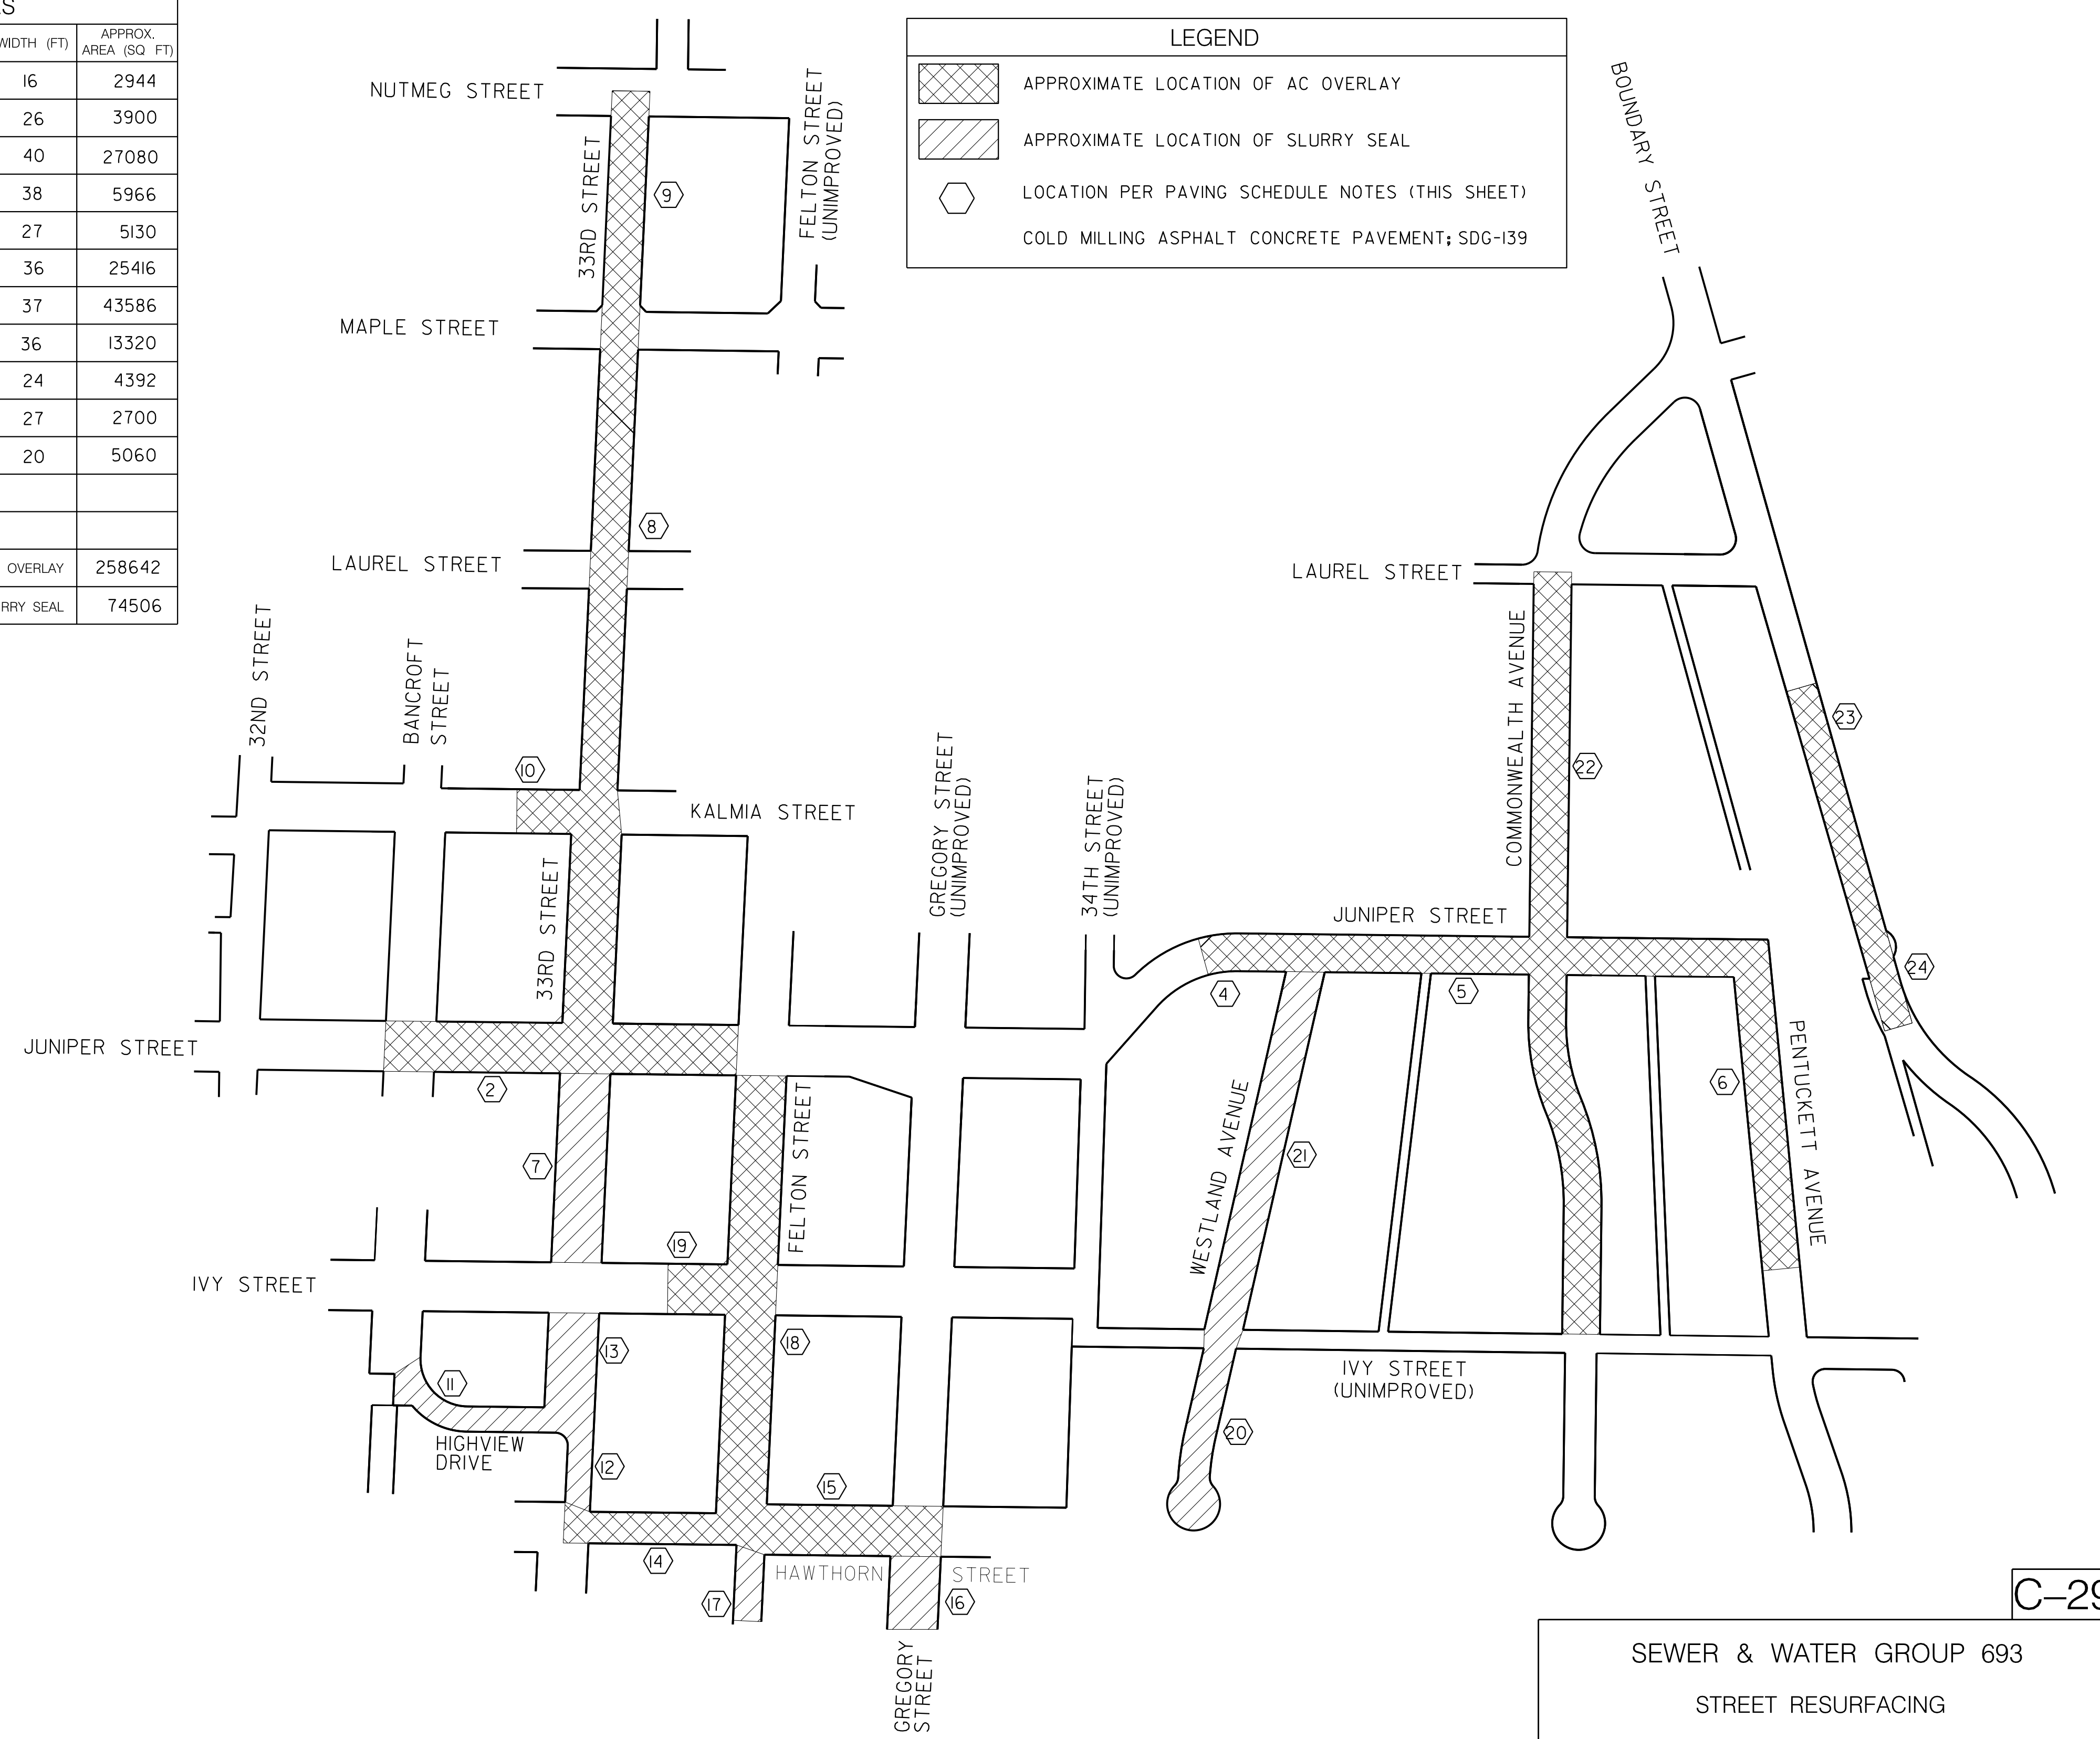 ES
WIDTH (FT)
APPROX.
AREA (SQ FT)
16 2944
26 3900
40 27080
38 5966
27 5130
36 25416
37 43586
36 13320
24 4392
27 2700
20 5060
OVERLAY 258642
RRY SEAL 74506
LEGEND
APPROXIMATE LOCATION OF AC OVERLAY
APPROXIMATE LOCATION OF SLURRY SEAL
LOCATION PER PAVING SCHEDULE NOTES (THIS SHEET)
COLD MILLING ASPHALT CONCRETE PAVEMENT; SDG-139
NUTMEG STREET
33RD STREET
9
FELTON STREET
(UNIMPROVED)
BOUNDARY STREET
MAPLE STREET
8
LAUREL STREET
LAUREL STREET
32ND STREET
BANCROFT
STREET
10
KALMIA STREET
33RD STREET
GREGORY STREET
(UNIMPROVED)
34TH STREET
(UNIMPROVED)
COMMONWEALTH AVENUE
22
23
24
JUNIPER STREET
4
5
JUNIPER STREET
2
7
FELTON STREET
WESTLAND AVENUE
21
6
PENTUCKETT AVENUE
19
IVY STREET
13
18
11
IVY STREET
(UNIMPROVED)
HIGHVIEW
DRIVE
12
20
15
14
HAWTHORN STREET
17
16
GREGORY
STREET
C-29
SEWER & WATER GROUP 693
STREET RESURFACING